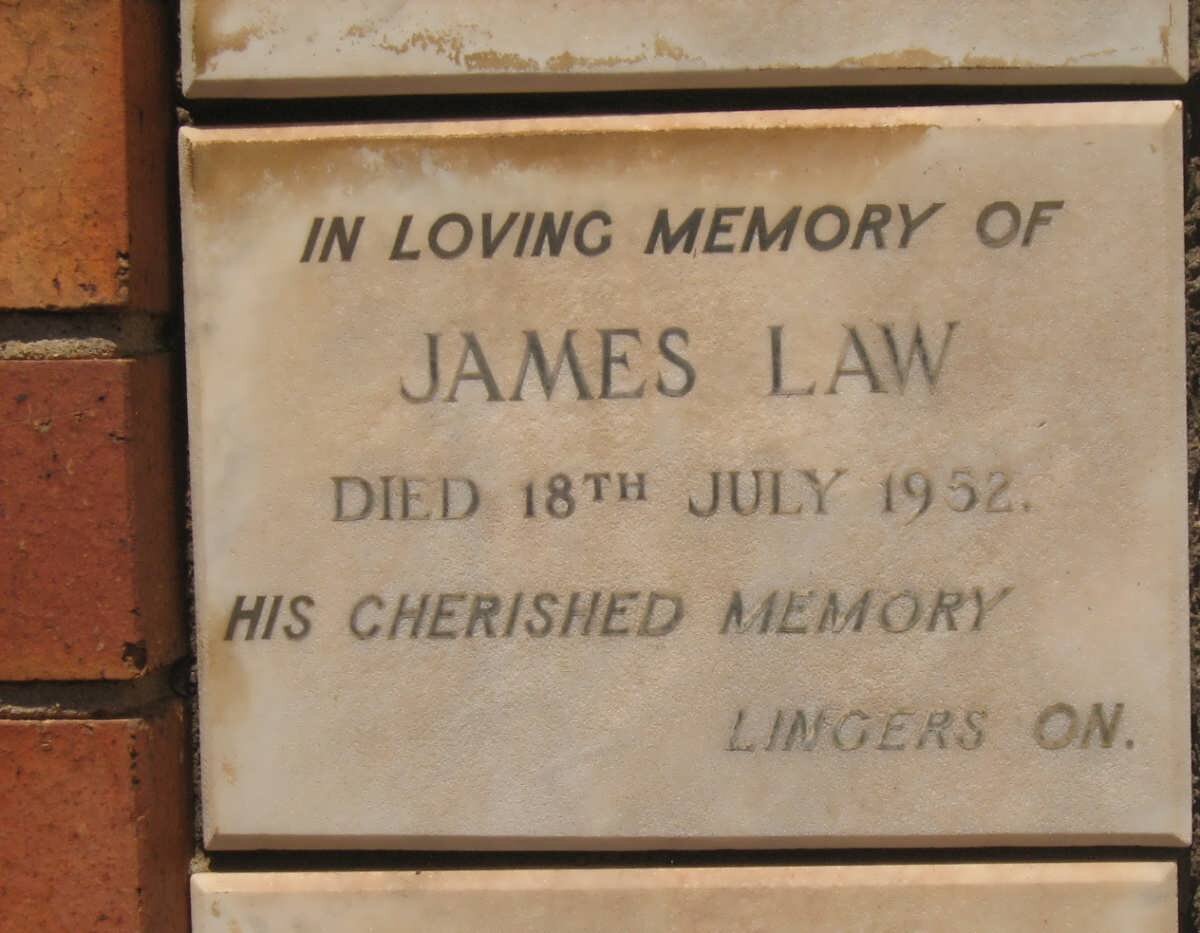 IN LOVING MEMORY OF
JAMES LAW
DIED 18TH JULY 1952.
HIS CHERISHED MEMORY
LINGERS ON.